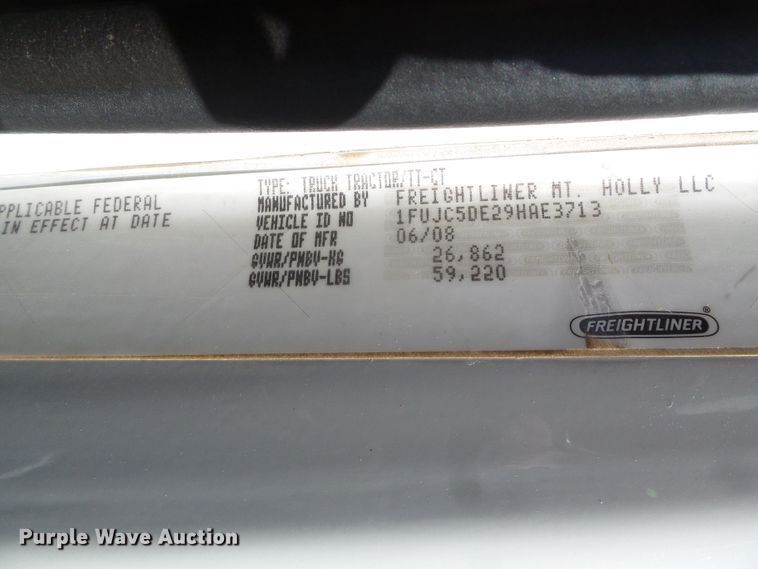 TYPE: TRUCK TRACTOR/TT-CT
MANUFACTURED BY FREIGHTLINER MT. HOLLY LLC
VEHICLE ID NO 1FUJC5DE29HAE3713
DATE OF MFR 06/08
GVWR/PNBV-KG 26,862
GVWR/PNBV-LBS 59,220
PPLICABLE FEDERAL
IN EFFECT AT DATE
FREIGHTLINER®
Purple Wave Auction